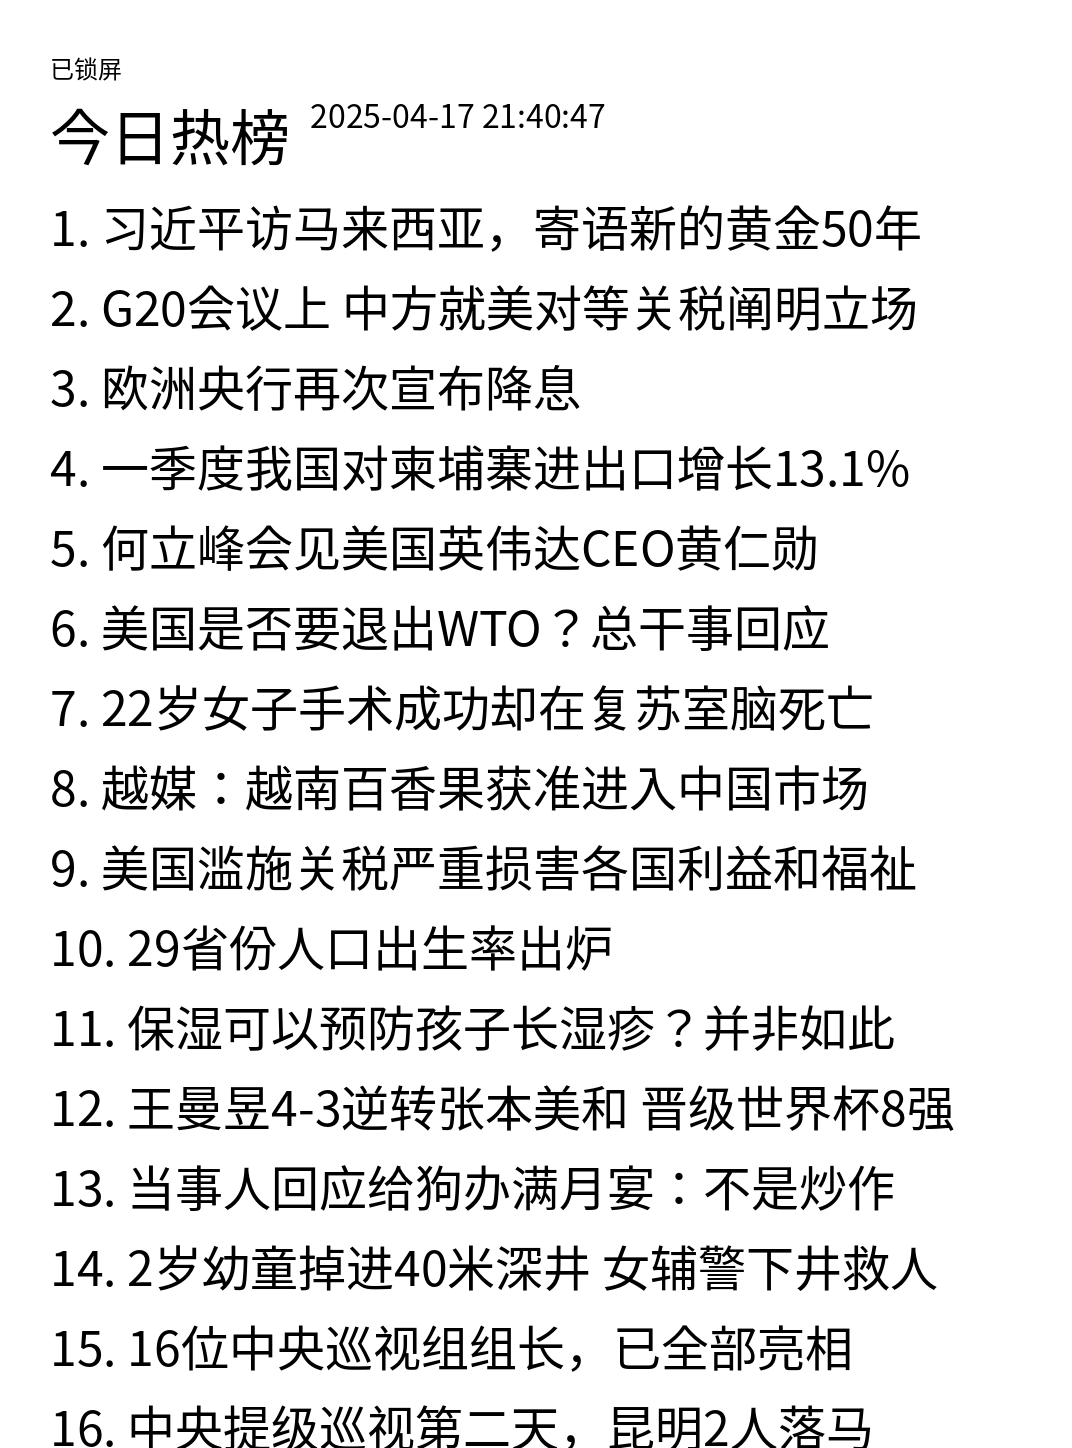 已锁屏
今日热榜 2025-04-17 21:40:47
1. 习近平访马来西亚，寄语新的黄金50年
2. G20会议上 中方就美对等关税阐明立场
3. 欧洲央行再次宣布降息
4. 一季度我国对柬埔寨进出口增长13.1%
5. 何立峰会见美国英伟达CEO黄仁勋
6. 美国是否要退出WTO？总干事回应
7. 22岁女子手术成功却在复苏室脑死亡
8. 越媒：越南百香果获准进入中国市场
9. 美国滥施关税严重损害各国利益和福祉
10. 29省份人口出生率出炉
11. 保湿可以预防孩子长湿疹？并非如此
12. 王曼昱4-3逆转张本美和 晋级世界杯8强
13. 当事人回应给狗办满月宴：不是炒作
14. 2岁幼童掉进40米深井 女辅警下井救人
15. 16位中央巡视组组长，已全部亮相
16. 中央提级巡视第二天，昆明2人落马